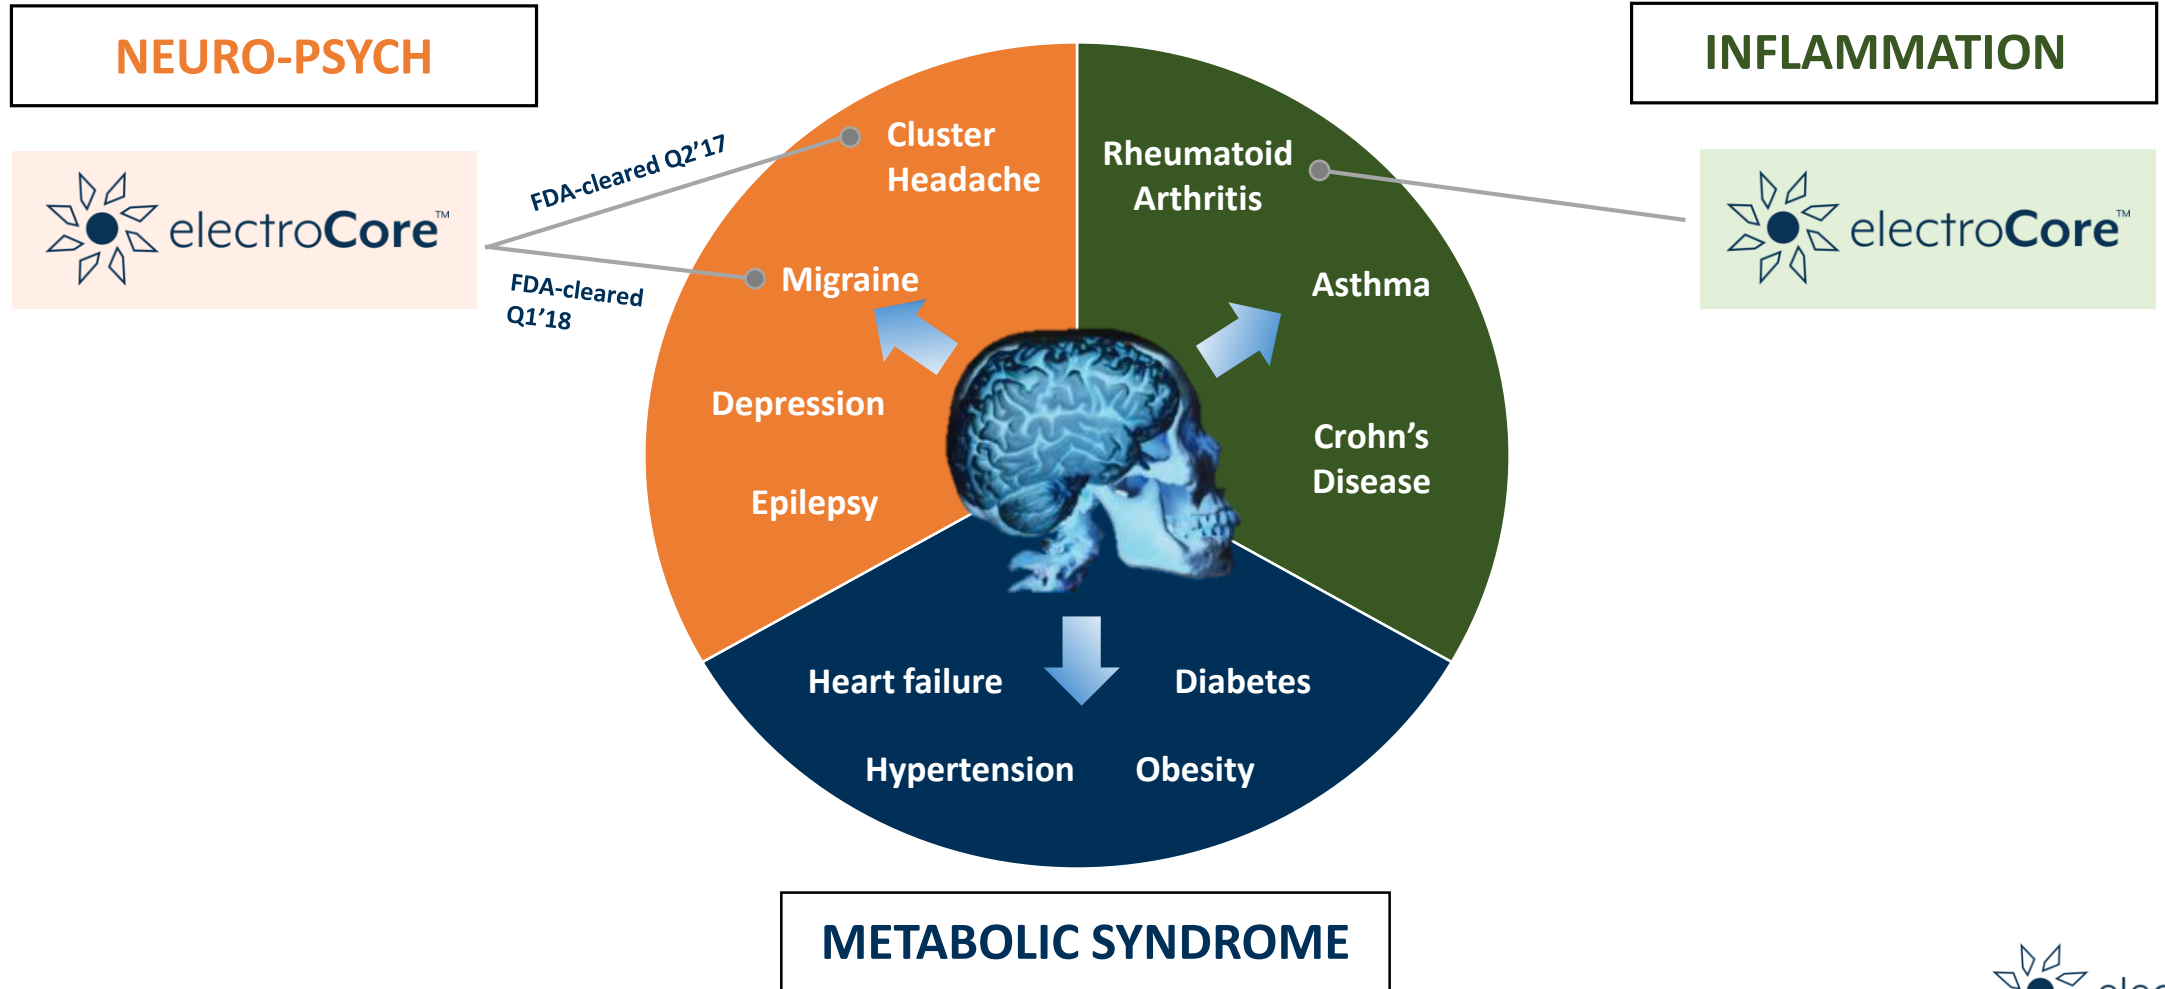 NEURO-PSYCH
INFLAMMATION
electroCore™
FDA-cleared Q2’17
FDA-cleared
Q1’18
Cluster
Headache
Migraine
Depression
Epilepsy
Rheumatoid
Arthritis
Asthma
Crohn’s
Disease
electroCore™
Heart failure
Diabetes
Hypertension
Obesity
METABOLIC SYNDROME